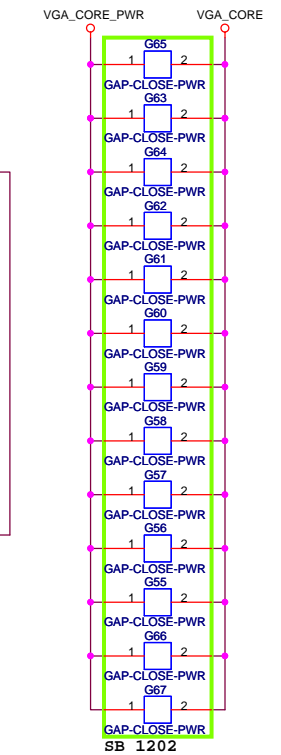 VGA_CORE_PWR VGA_CORE
G65
1 2
GAP-CLOSE-PWR
G63
1 2
GAP-CLOSE-PWR
G64
1 2
GAP-CLOSE-PWR
G62
1 2
GAP-CLOSE-PWR
G61
1 2
GAP-CLOSE-PWR
G60
1 2
GAP-CLOSE-PWR
G59
1 2
GAP-CLOSE-PWR
G58
1 2
GAP-CLOSE-PWR
G57
1 2
GAP-CLOSE-PWR
G56
1 2
GAP-CLOSE-PWR
G55
1 2
GAP-CLOSE-PWR
G66
1 2
GAP-CLOSE-PWR
G67
1 2
GAP-CLOSE-PWR
SB 1202